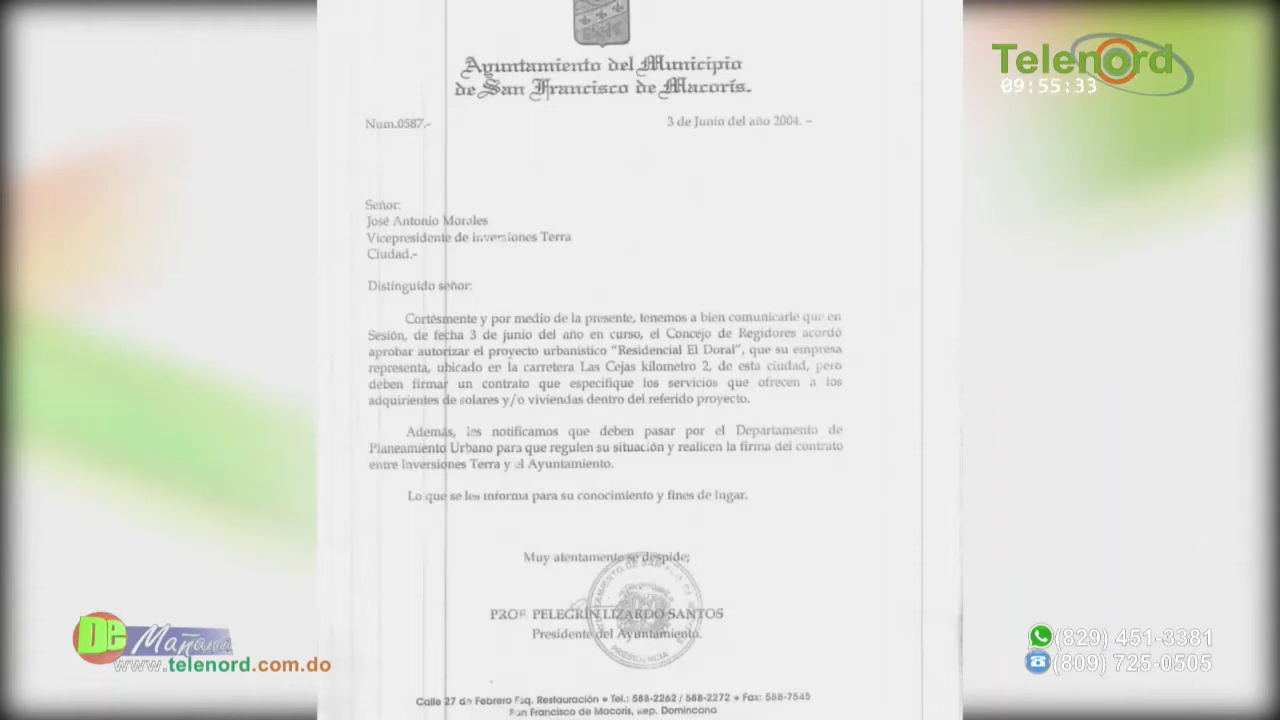 Ayuntamiento del Municipio
de San Francisco de Macorís.
Telenord
09:55:33
Num.0587.-
3 de Junio del año 2004. –
Señor:
José Antonio Morales
Vicepresidente de inversiones Terra
Ciudad.-
Distinguido señor:
Cortésmente y por medio de la presente, tenemos a bien comunicarle que en
Sesión, de fecha 3 de junio del año en curso, el Concejo de Regidores acordó
aprobar autorizar el proyecto urbanístico “Residencial El Doral”, que su empresa
representa, ubicado en la carretera Las Cejas kilometro 2, de esta ciudad, pero
deben firmar un contrato que especifique los servicios que ofrecen a los
adquirientes de solares y/o viviendas dentro del referido proyecto.
Además, les notificamos que deben pasar por el Departamento de
Planeamiento Urbano para que regulen su situación y realicen la firma del contrato
entre Inversiones Terra y el Ayuntamiento.
Lo que se les informa para su conocimiento y fines de lugar.
Muy atentamente se despide;
PROF. PELEGRÍN LIZARDO SANTOS
Presidente del Ayuntamiento.
PRESIDENCIA
Calle 27 de Febrero Esq. Restauración • Tel.: 588-2262 / 588-2272 • Fax: 588-7545
San Francisco de Macorís, Rep. Dominicana
De Mañana
www.telenord.com.do
(829) 451-3381
(809) 725-0505